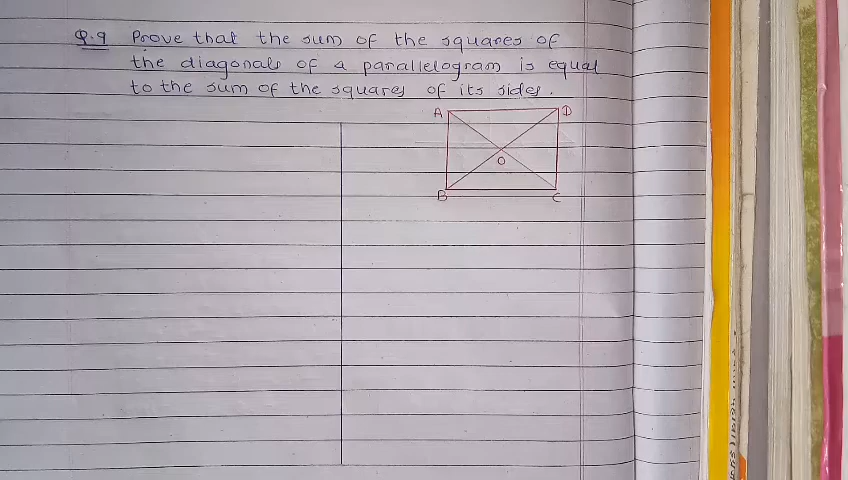 Q.9 Prove that the sum of the squares of
the diagonals of a parallelogram is equal
to the sum of the squares of its sides.
A D
O
B C